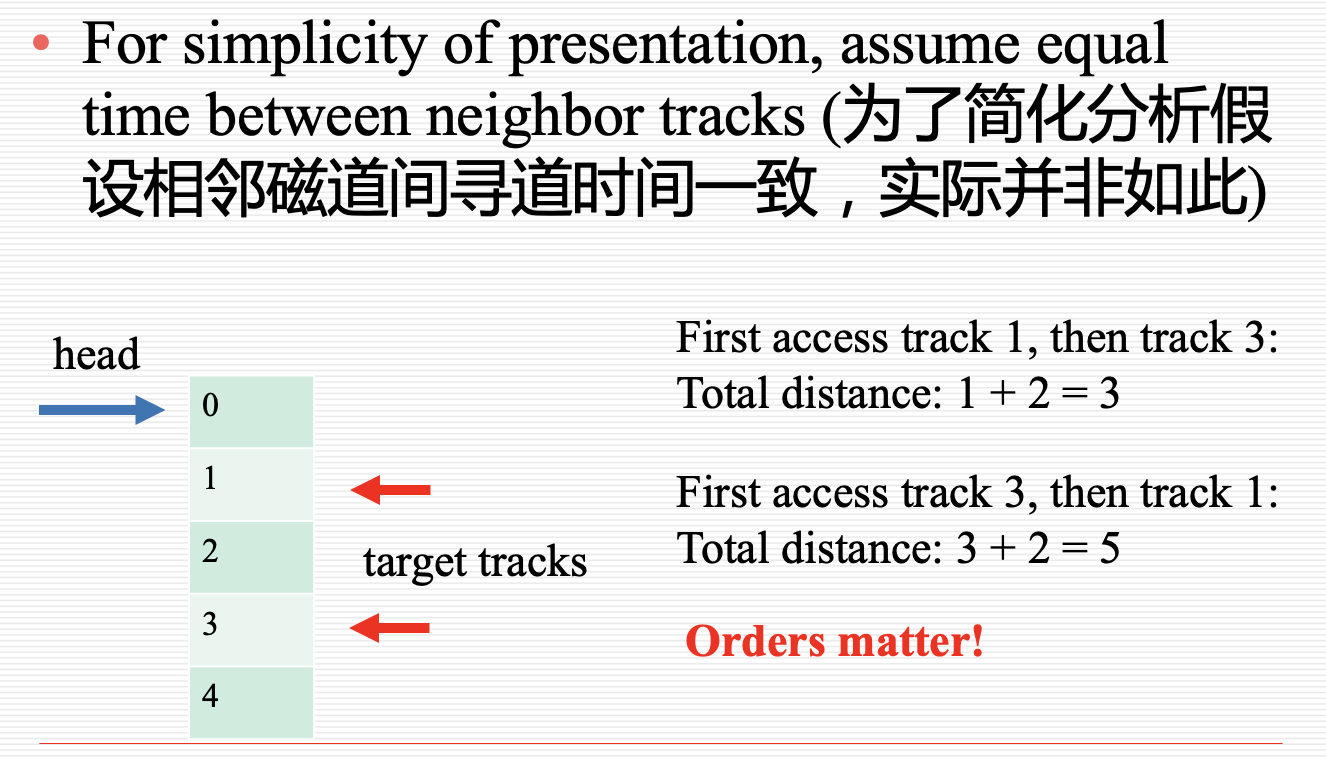 • For simplicity of presentation, assume equal
time between neighbor tracks (为了简化分析假
设相邻磁道间寻道时间一致，实际并非如此)
head
0
1
2
3
4
target tracks
First access track 1, then track 3:
Total distance: 1 + 2 = 3
First access track 3, then track 1:
Total distance: 3 + 2 = 5
Orders matter!